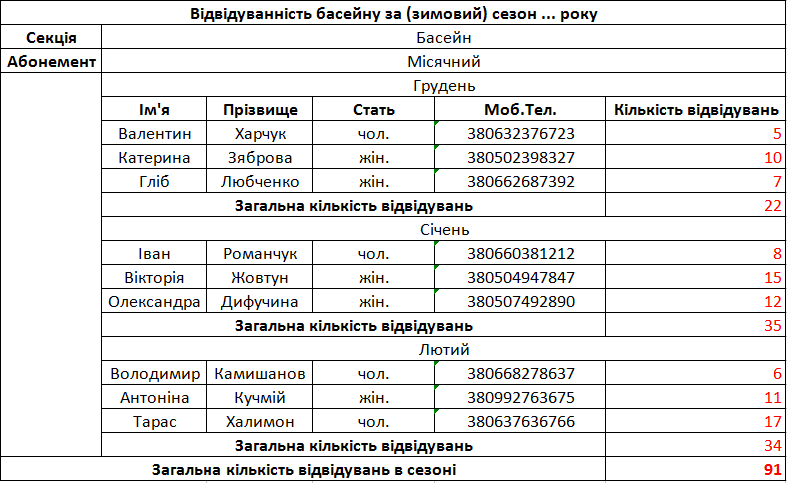 Відвідуванність басейну за (зимовий) сезон ... року
Секція Басейн
Абонемент Місячний
Грудень
Ім'я Прізвище Стать Моб.Тел. Кількість відвідувань
Валентин Харчук чол. 380632376723 5
Катерина Зяброва жін. 380502398327 10
Гліб Любченко жін. 380662687392 7
Загальна кількість відвідувань 22
Січень
Іван Романчук чол. 380660381212 8
Вікторія Жовтун жін. 380504947847 15
Олександра Дифучина жін. 380507492890 12
Загальна кількість відвідувань 35
Лютий
Володимир Камишанов чол. 380668278637 6
Антоніна Кучмій жін. 380992763675 11
Тарас Халимон чол. 380637636766 17
Загальна кількість відвідувань 34
Загальна кількість відвідувань в сезоні 91